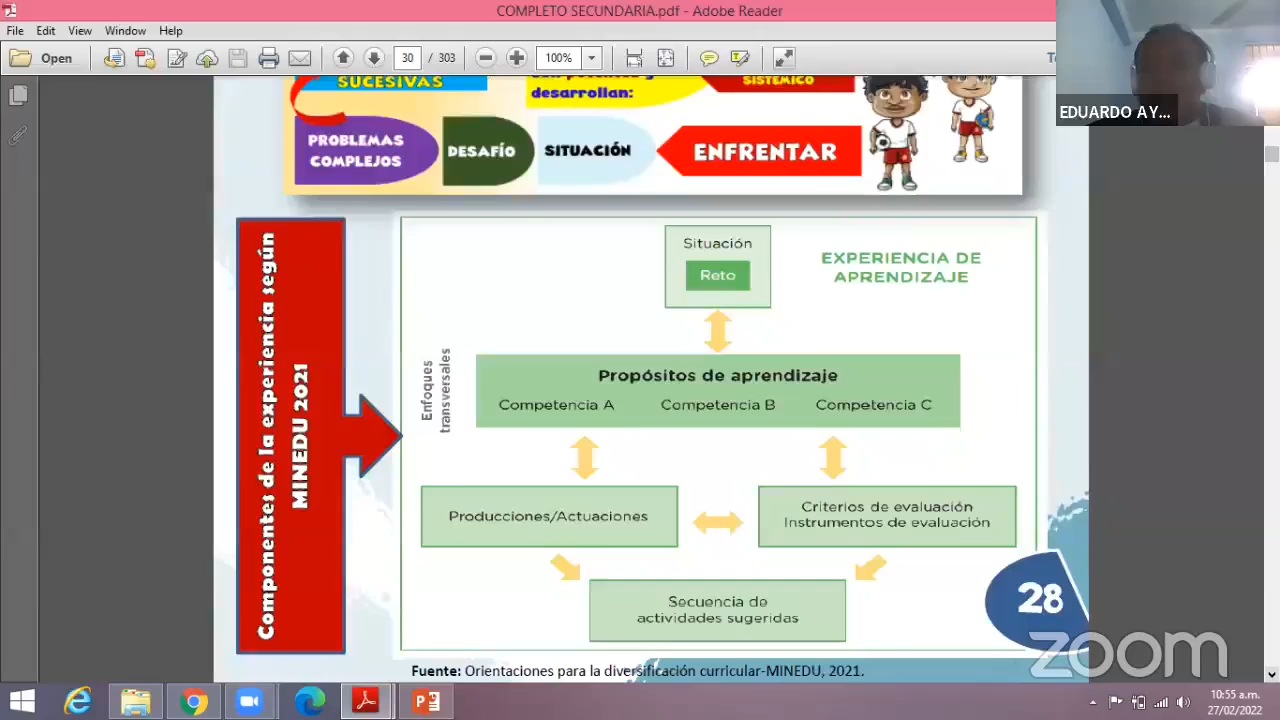 COMPLETO SECUNDARIA.pdf - Adobe Reader
File Edit View Window Help
Open
30 / 303
100%
EDUARDO AY...
SUCESIVAS
desarrollan:
SISTÉMICO
PROBLEMAS
COMPLEJOS
DESAFÍO
SITUACIÓN
ENFRENTAR
Componentes de la experiencia según
MINEDU 2021
Situación
Reto
EXPERIENCIA DE
APRENDIZAJE
Enfoques
transversales
Propósitos de aprendizaje
Competencia A Competencia B Competencia C
Producciones/Actuaciones
Criterios de evaluación
Instrumentos de evaluación
Secuencia de
actividades sugeridas
28
zoom
Fuente: Orientaciones para la diversificación curricular-MINEDU, 2021.
10:55 a.m.
27/02/2022